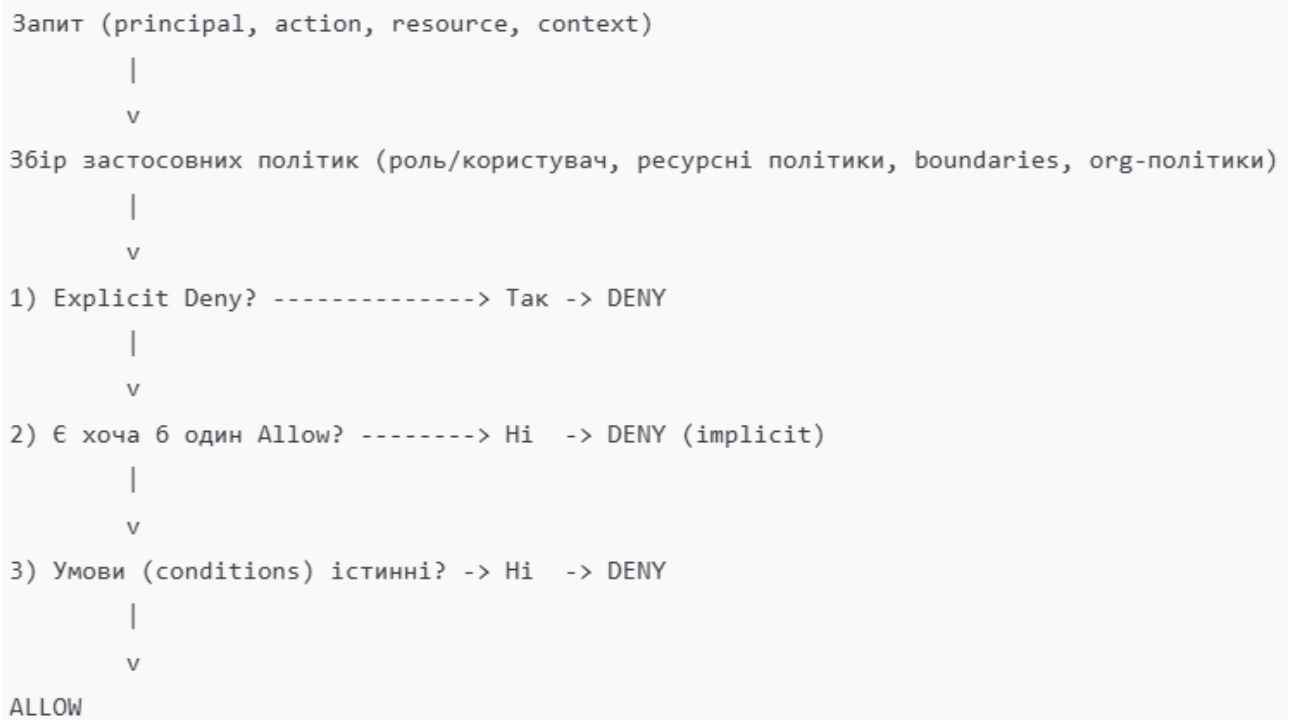 Запит (principal, action, resource, context)
|
v
Збір застосовних політик (роль/користувач, ресурсні політики, boundaries, org-політики)
|
v
1) Explicit Deny? --------------> Так -> DENY
|
v
2) Є хоча б один Allow? --------> Ні  -> DENY (implicit)
|
v
3) Умови (conditions) істинні? -> Ні  -> DENY
|
v
ALLOW